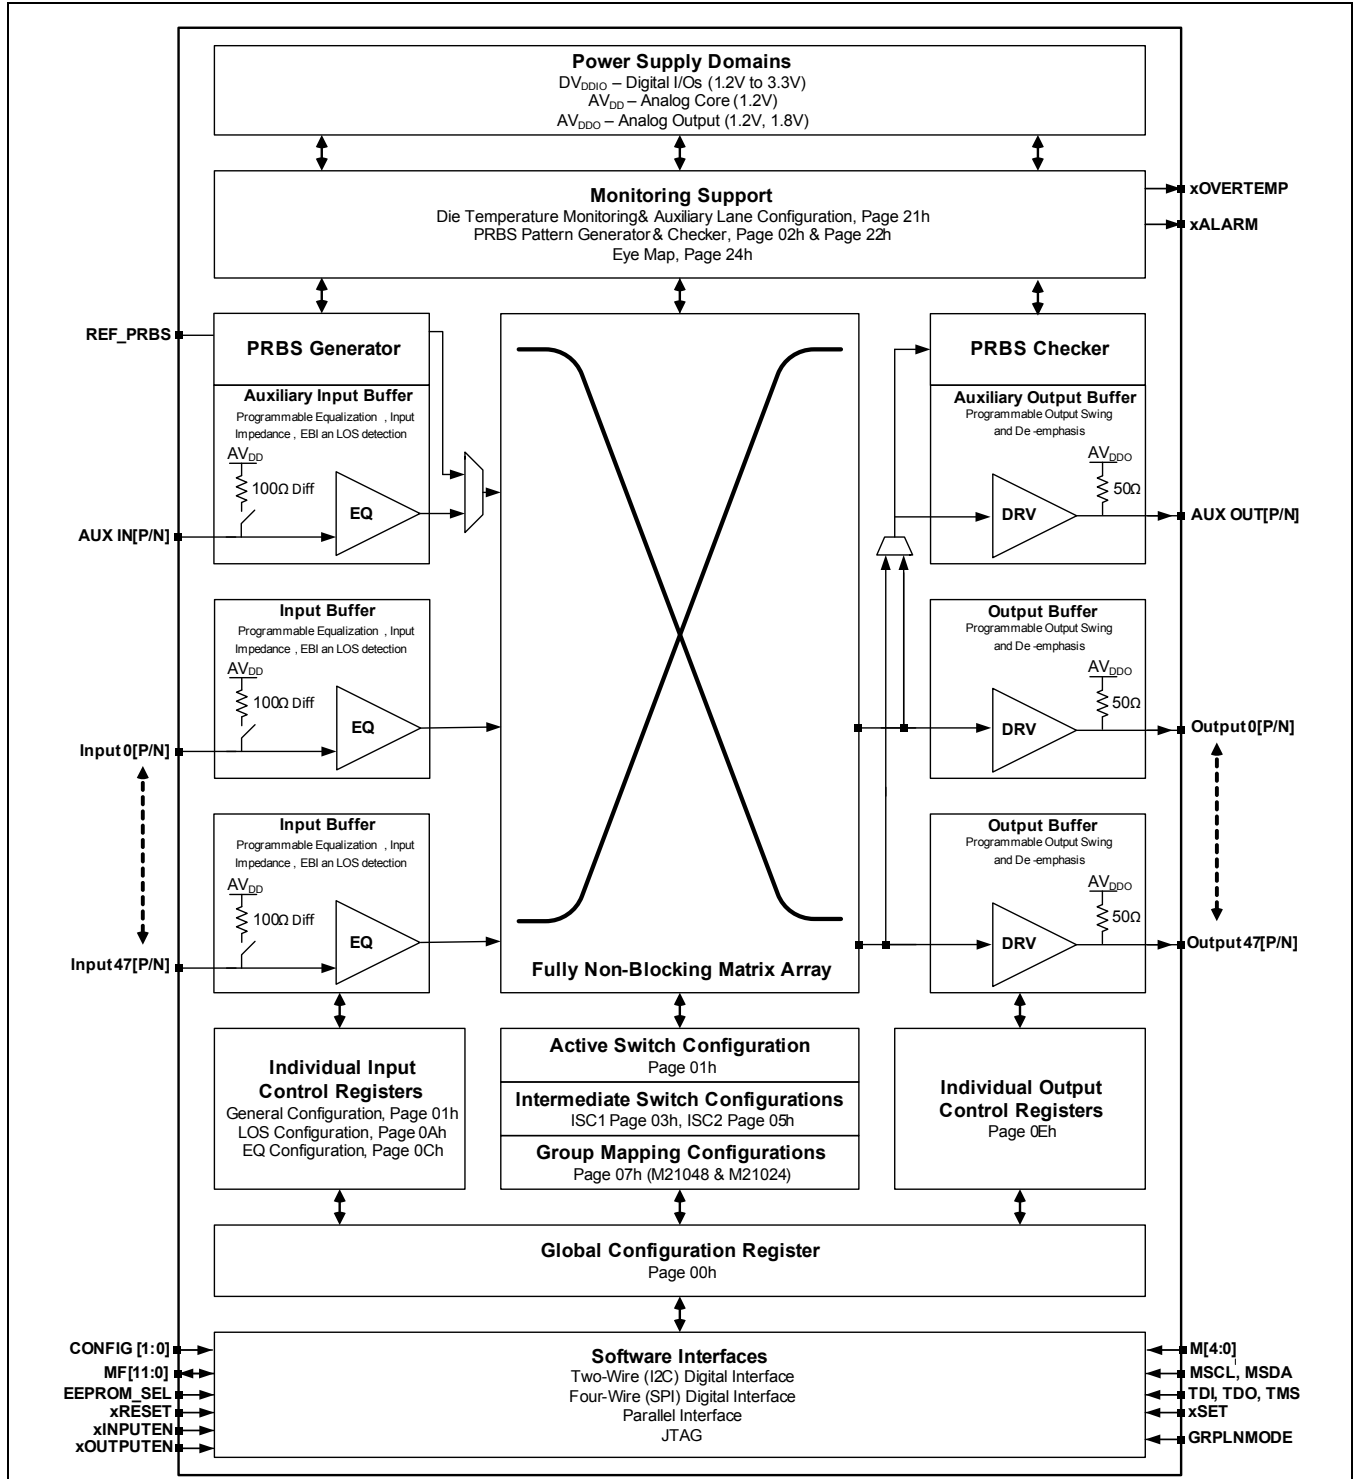 Power Supply Domains
DVDDIO – Digital I/Os (1.2V to 3.3V)
AVDD – Analog Core (1.2V)
AVDDO – Analog Output (1.2V, 1.8V)
Monitoring Support
Die Temperature Monitoring& Auxiliary Lane Configuration, Page 21h
PRBS Pattern Generator & Checker, Page 02h & Page 22h
Eye Map, Page 24h
xOVERTEMP
xALARM
REF_PRBS
PRBS Generator
Auxiliary Input Buffer
Programmable Equalization , Input
Impedance , EBI an LOS detection
AVDD
100Ω Diff
EQ
AUX IN[P/N]
PRBS Checker
Auxiliary Output Buffer
Programmable Output Swing
and De -emphasis
AVDDO
50Ω
DRV
AUX OUT[P/N]
Input Buffer
Programmable Equalization , Input
Impedance , EBI an LOS detection
AVDD
100Ω Diff
EQ
Input 0[P/N]
Output Buffer
Programmable Output Swing
and De -emphasis
AVDDO
50Ω
DRV
Output 0[P/N]
Input Buffer
Programmable Equalization , Input
Impedance , EBI an LOS detection
AVDD
100Ω Diff
EQ
Input 47[P/N]
Fully Non-Blocking Matrix Array
Output Buffer
Programmable Output Swing
and De -emphasis
AVDDO
50Ω
DRV
Output 47[P/N]
Individual Input
Control Registers
General Configuration, Page 01h
LOS Configuration, Page 0Ah
EQ Configuration, Page 0Ch
Active Switch Configuration
Page 01h
Intermediate Switch Configurations
ISC1 Page 03h, ISC2 Page 05h
Group Mapping Configurations
Page 07h (M21048 & M21024)
Individual Output
Control Registers
Page 0Eh
Global Configuration Register
Page 00h
CONFIG [1:0]
MF[11:0]
EEPROM_SEL
xRESET
xINPUTEN
xOUTPUTEN
Software Interfaces
Two-Wire (I2C) Digital Interface
Four-Wire (SPI) Digital Interface
Parallel Interface
JTAG
M[4:0]
MSCL, MSDA
TDI, TDO, TMS
xSET
GRPLNMODE